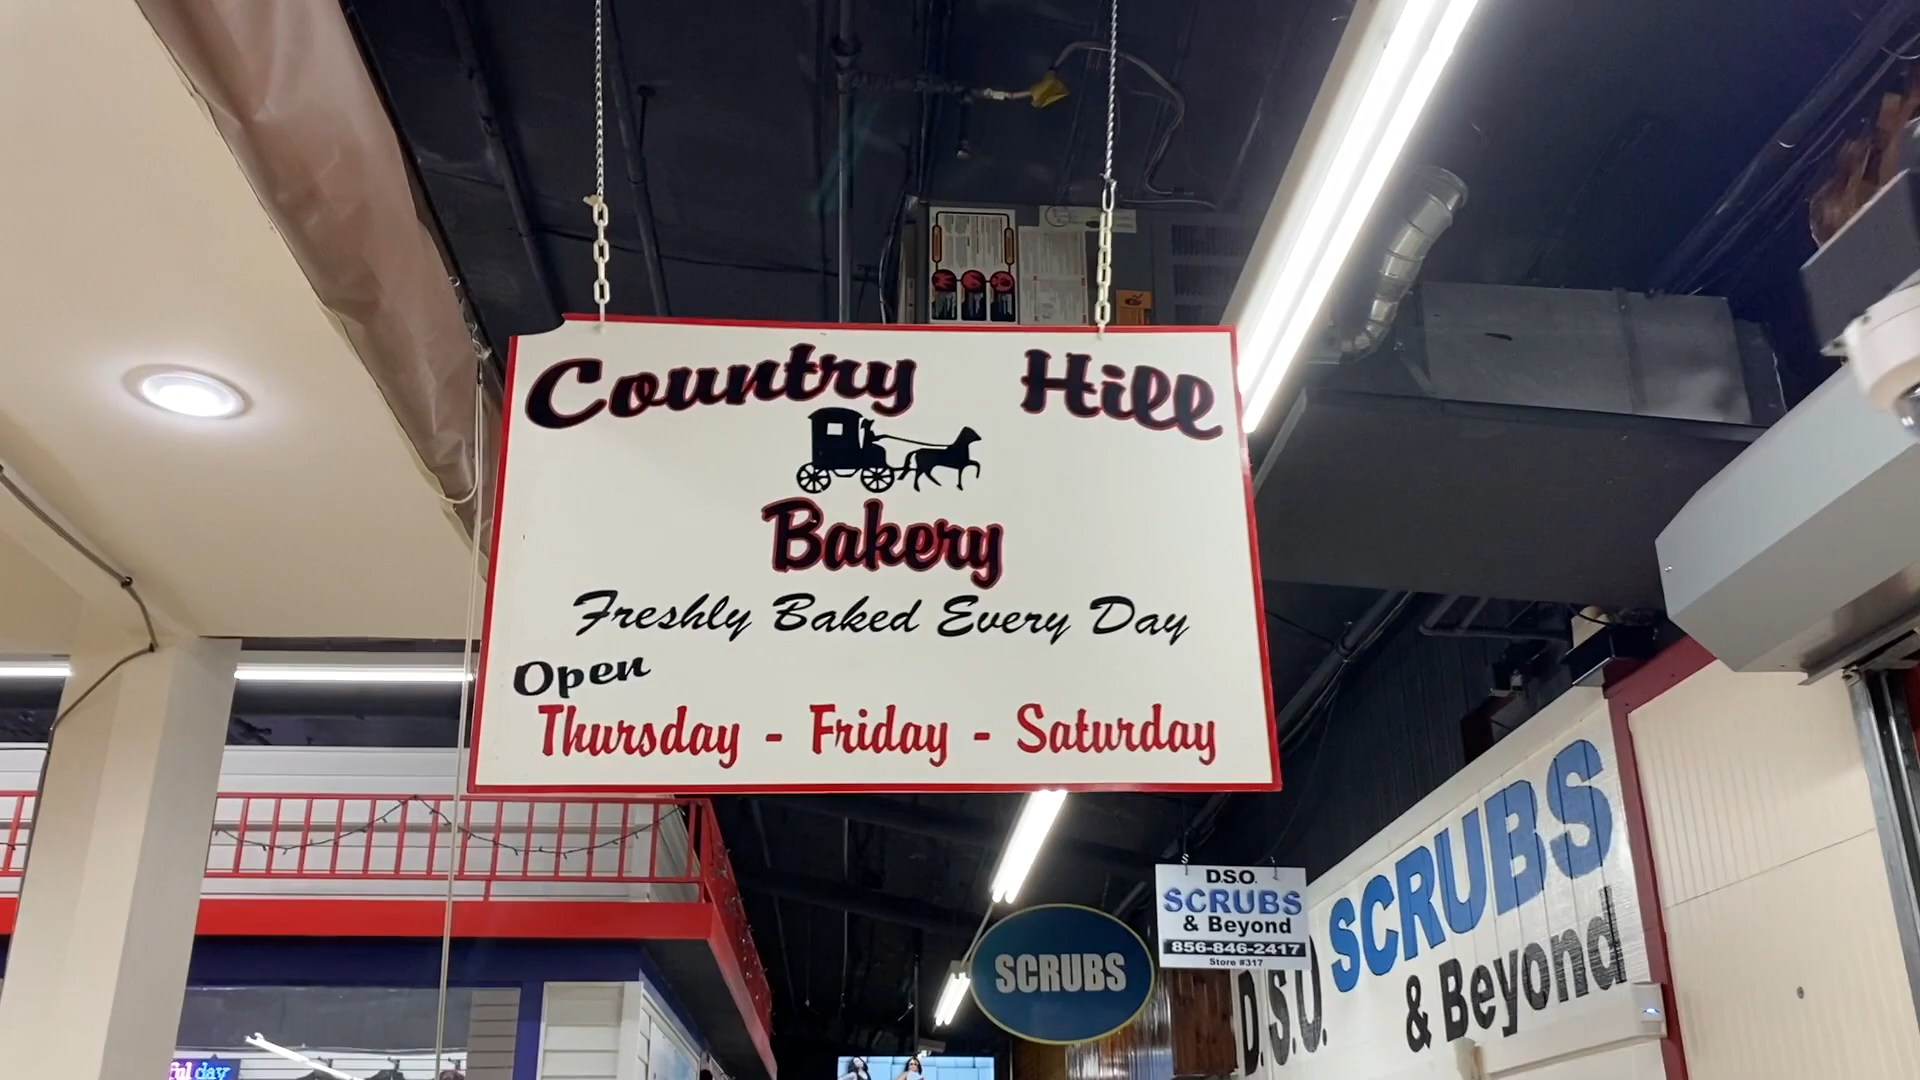 Country Hill
Bakery
Freshly Baked Every Day
Open
Thursday - Friday - Saturday
D.S.O.
SCRUBS
& Beyond
856-846-2417
Store #317
SCRUBS
D.S.O. SCRUBS
& Beyond
day